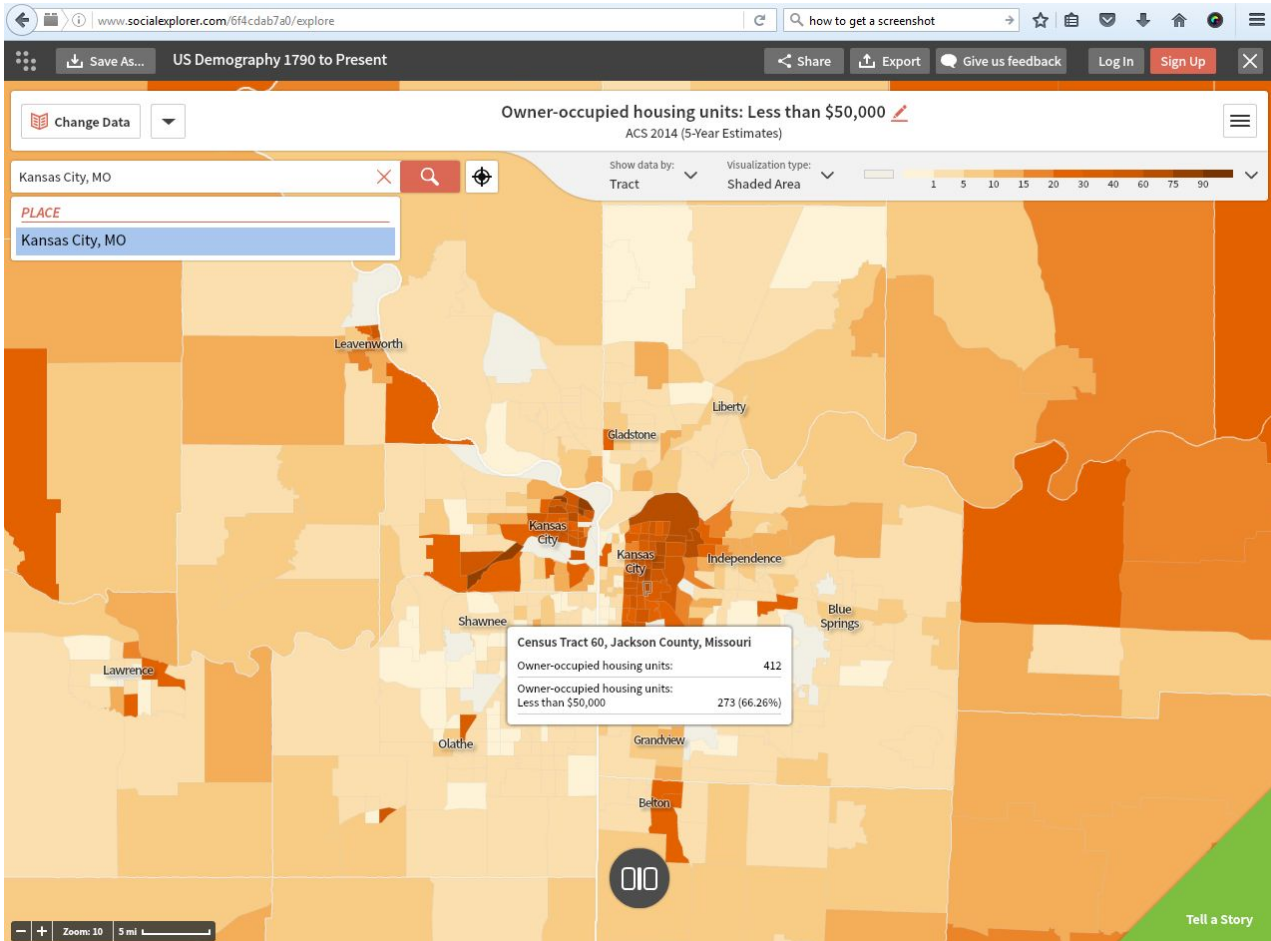 www.socialexplorer.com/6f4cdab7a0/explore
how to get a screenshot
Save As...
US Demography 1790 to Present
Share
Export
Give us feedback
Log In
Sign Up
Change Data
Owner-occupied housing units: Less than $50,000
ACS 2014 (5-Year Estimates)
Kansas City, MO
Show data by:
Tract
Visualization type:
Shaded Area
1 5 10 15 20 30 40 60 75 90
PLACE
Kansas City, MO
Leavenworth
Liberty
Gladstone
Kansas
City
Kansas
City
Independence
Blue
Springs
Shawnee
Census Tract 60, Jackson County, Missouri
Owner-occupied housing units: 412
Owner-occupied housing units:
Less than $50,000 273 (66.26%)
Lawrence
Olathe
Grandview
Belton
Tell a Story
Zoom: 10 5 mi